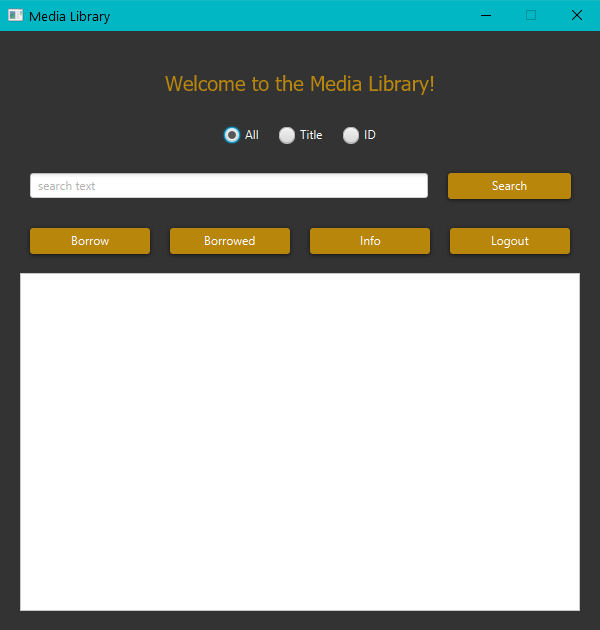 Media Library
Welcome to the Media Library!
All Title ID
search text Search
Borrow Borrowed Info Logout